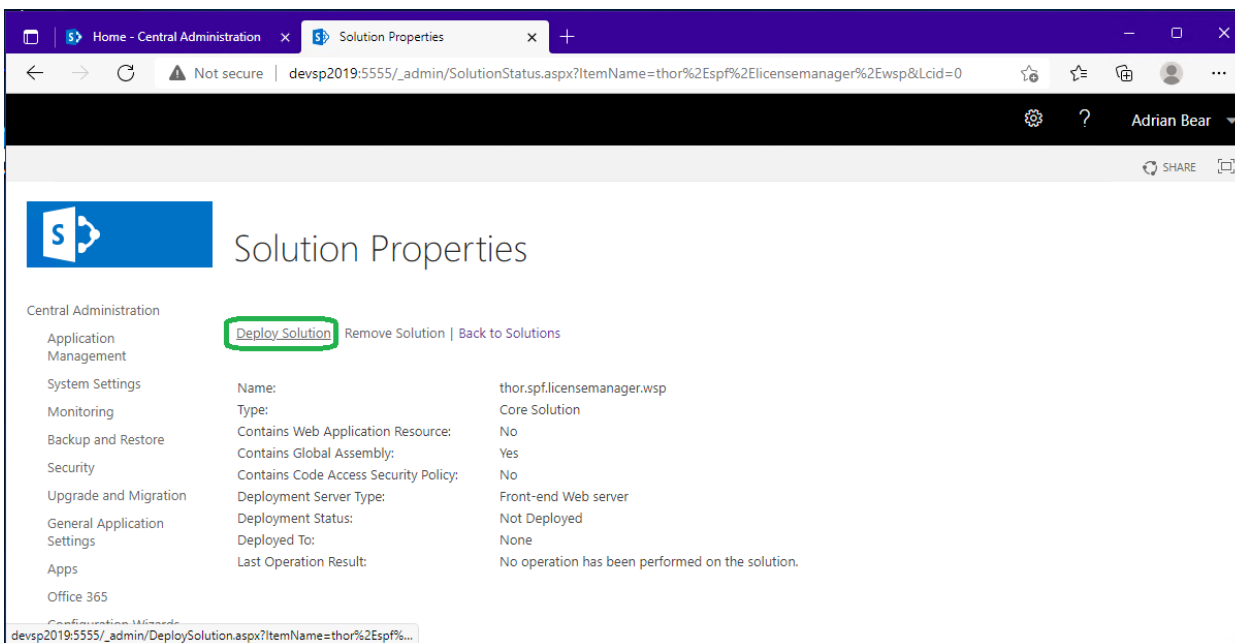 Home - Central Administration
Solution Properties
Not secure | devsp2019:5555/_admin/SolutionStatus.aspx?ItemName=thor%2Espf%2Elicensemanager%2Ewsp&Lcid=0
? Adrian Bear
SHARE
S
Solution Properties
Central Administration
Application
Management
System Settings
Monitoring
Backup and Restore
Security
Upgrade and Migration
General Application
Settings
Apps
Office 365
Configuration Wizards
Deploy Solution Remove Solution | Back to Solutions
Name: thor.spf.licensemanager.wsp
Type: Core Solution
Contains Web Application Resource: No
Contains Global Assembly: Yes
Contains Code Access Security Policy: No
Deployment Server Type: Front-end Web server
Deployment Status: Not Deployed
Deployed To: None
Last Operation Result: No operation has been performed on the solution.
devsp2019:5555/_admin/DeploySolution.aspx?ItemName=thor%2Espf%...